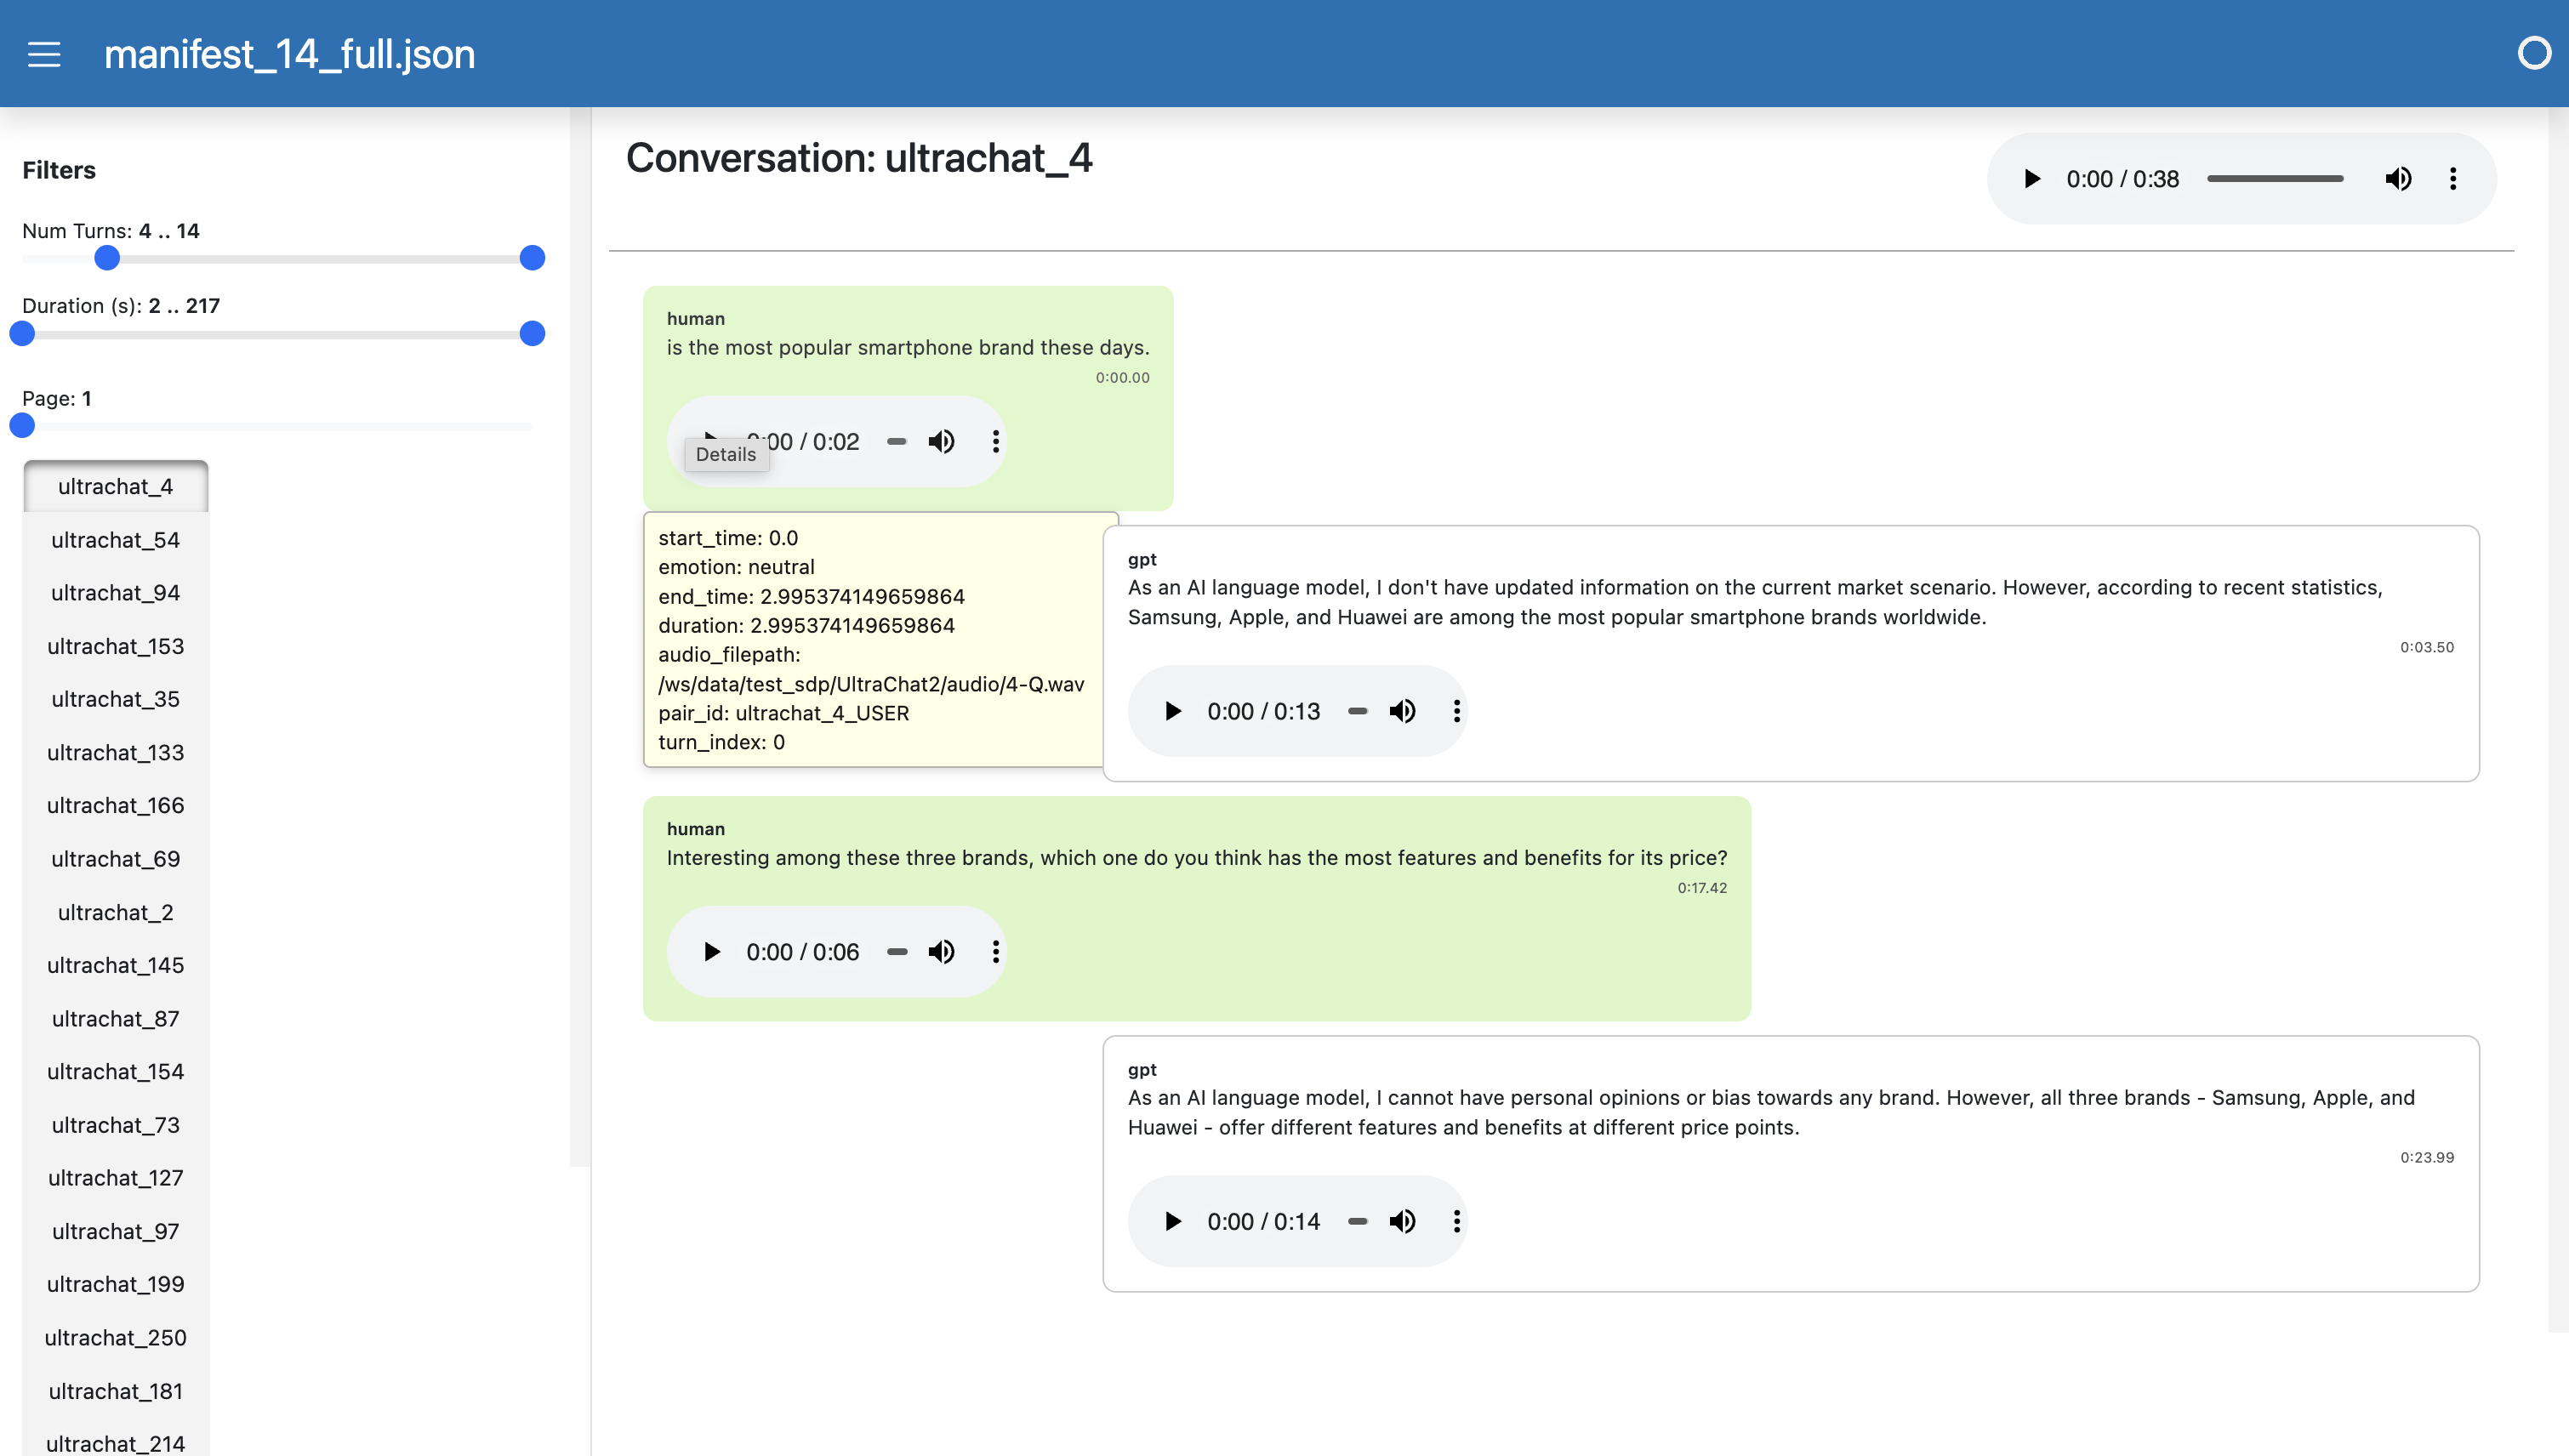 manifest_14_full.json
Filters
Num Turns: 4 .. 14
Duration (s): 2 .. 217
Page: 1
ultrachat_4
ultrachat_54
ultrachat_94
ultrachat_153
ultrachat_35
ultrachat_133
ultrachat_166
ultrachat_69
ultrachat_2
ultrachat_145
ultrachat_87
ultrachat_154
ultrachat_73
ultrachat_127
ultrachat_97
ultrachat_199
ultrachat_250
ultrachat_181
ultrachat_214
Conversation: ultrachat_4
0:00 / 0:38
human
is the most popular smartphone brand these days.
0:00.00
0:00 / 0:02
Details
start_time: 0.0
emotion: neutral
end_time: 2.995374149659864
duration: 2.995374149659864
audio_filepath:
/ws/data/test_sdp/UltraChat2/audio/4-Q.wav
pair_id: ultrachat_4_USER
turn_index: 0
gpt
As an AI language model, I don't have updated information on the current market scenario. However, according to recent statistics,
Samsung, Apple, and Huawei are among the most popular smartphone brands worldwide.
0:03.50
0:00 / 0:13
human
Interesting among these three brands, which one do you think has the most features and benefits for its price?
0:17.42
0:00 / 0:06
gpt
As an AI language model, I cannot have personal opinions or bias towards any brand. However, all three brands - Samsung, Apple, and
Huawei - offer different features and benefits at different price points.
0:23.99
0:00 / 0:14